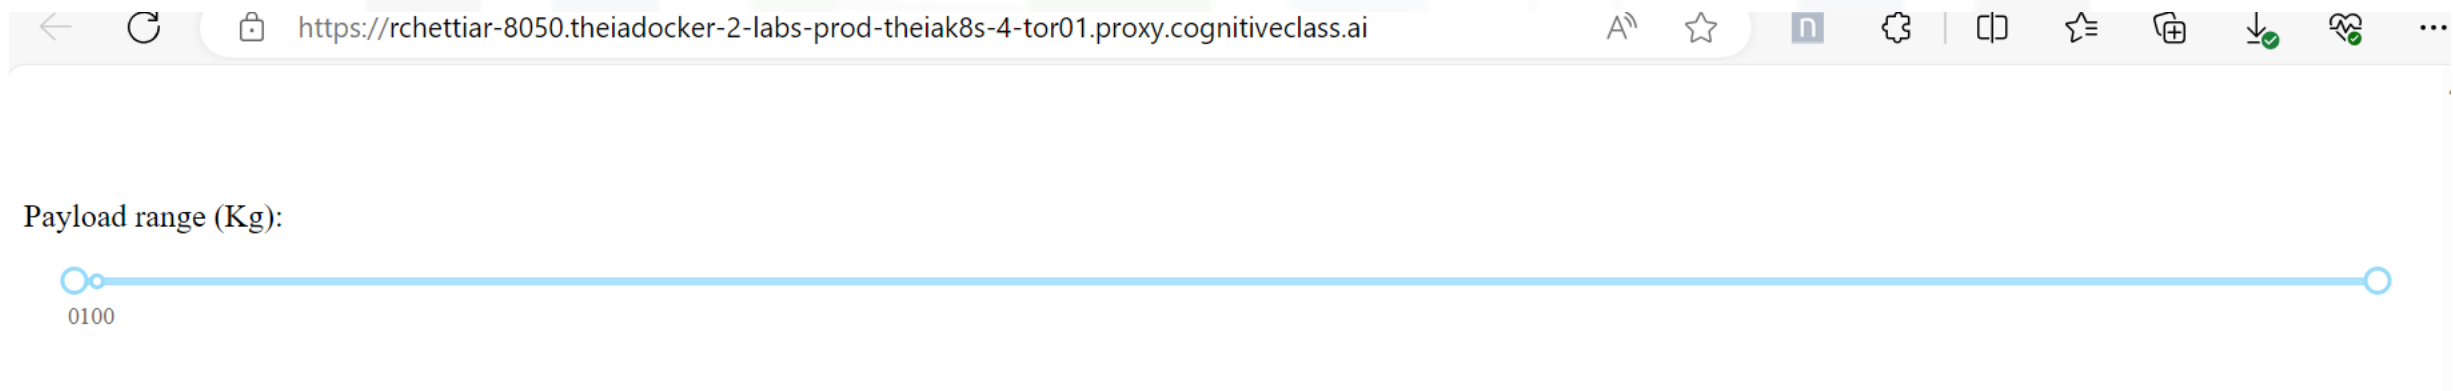 https://rchettiar-8050.theiadocker-2-labs-prod-theiak8s-4-tor01.proxy.cognitiveclass.ai
Payload range (Kg):
0100